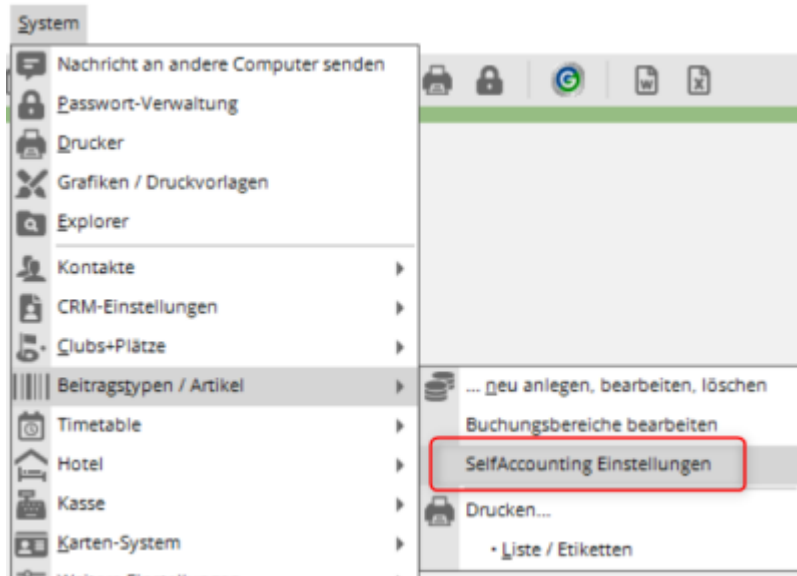 System
Nachricht an andere Computer senden
Passwort-Verwaltung
Drucker
Grafiken / Druckvorlagen
Explorer
Kontakte
CRM-Einstellungen
Clubs+Plätze
Beitragstypen / Artikel
... neu anlegen, bearbeiten, löschen
Timetable
Buchungsbereiche bearbeiten
Hotel
SelfAccounting Einstellungen
Kasse
Drucken...
Karten-System
• Liste / Etiketten